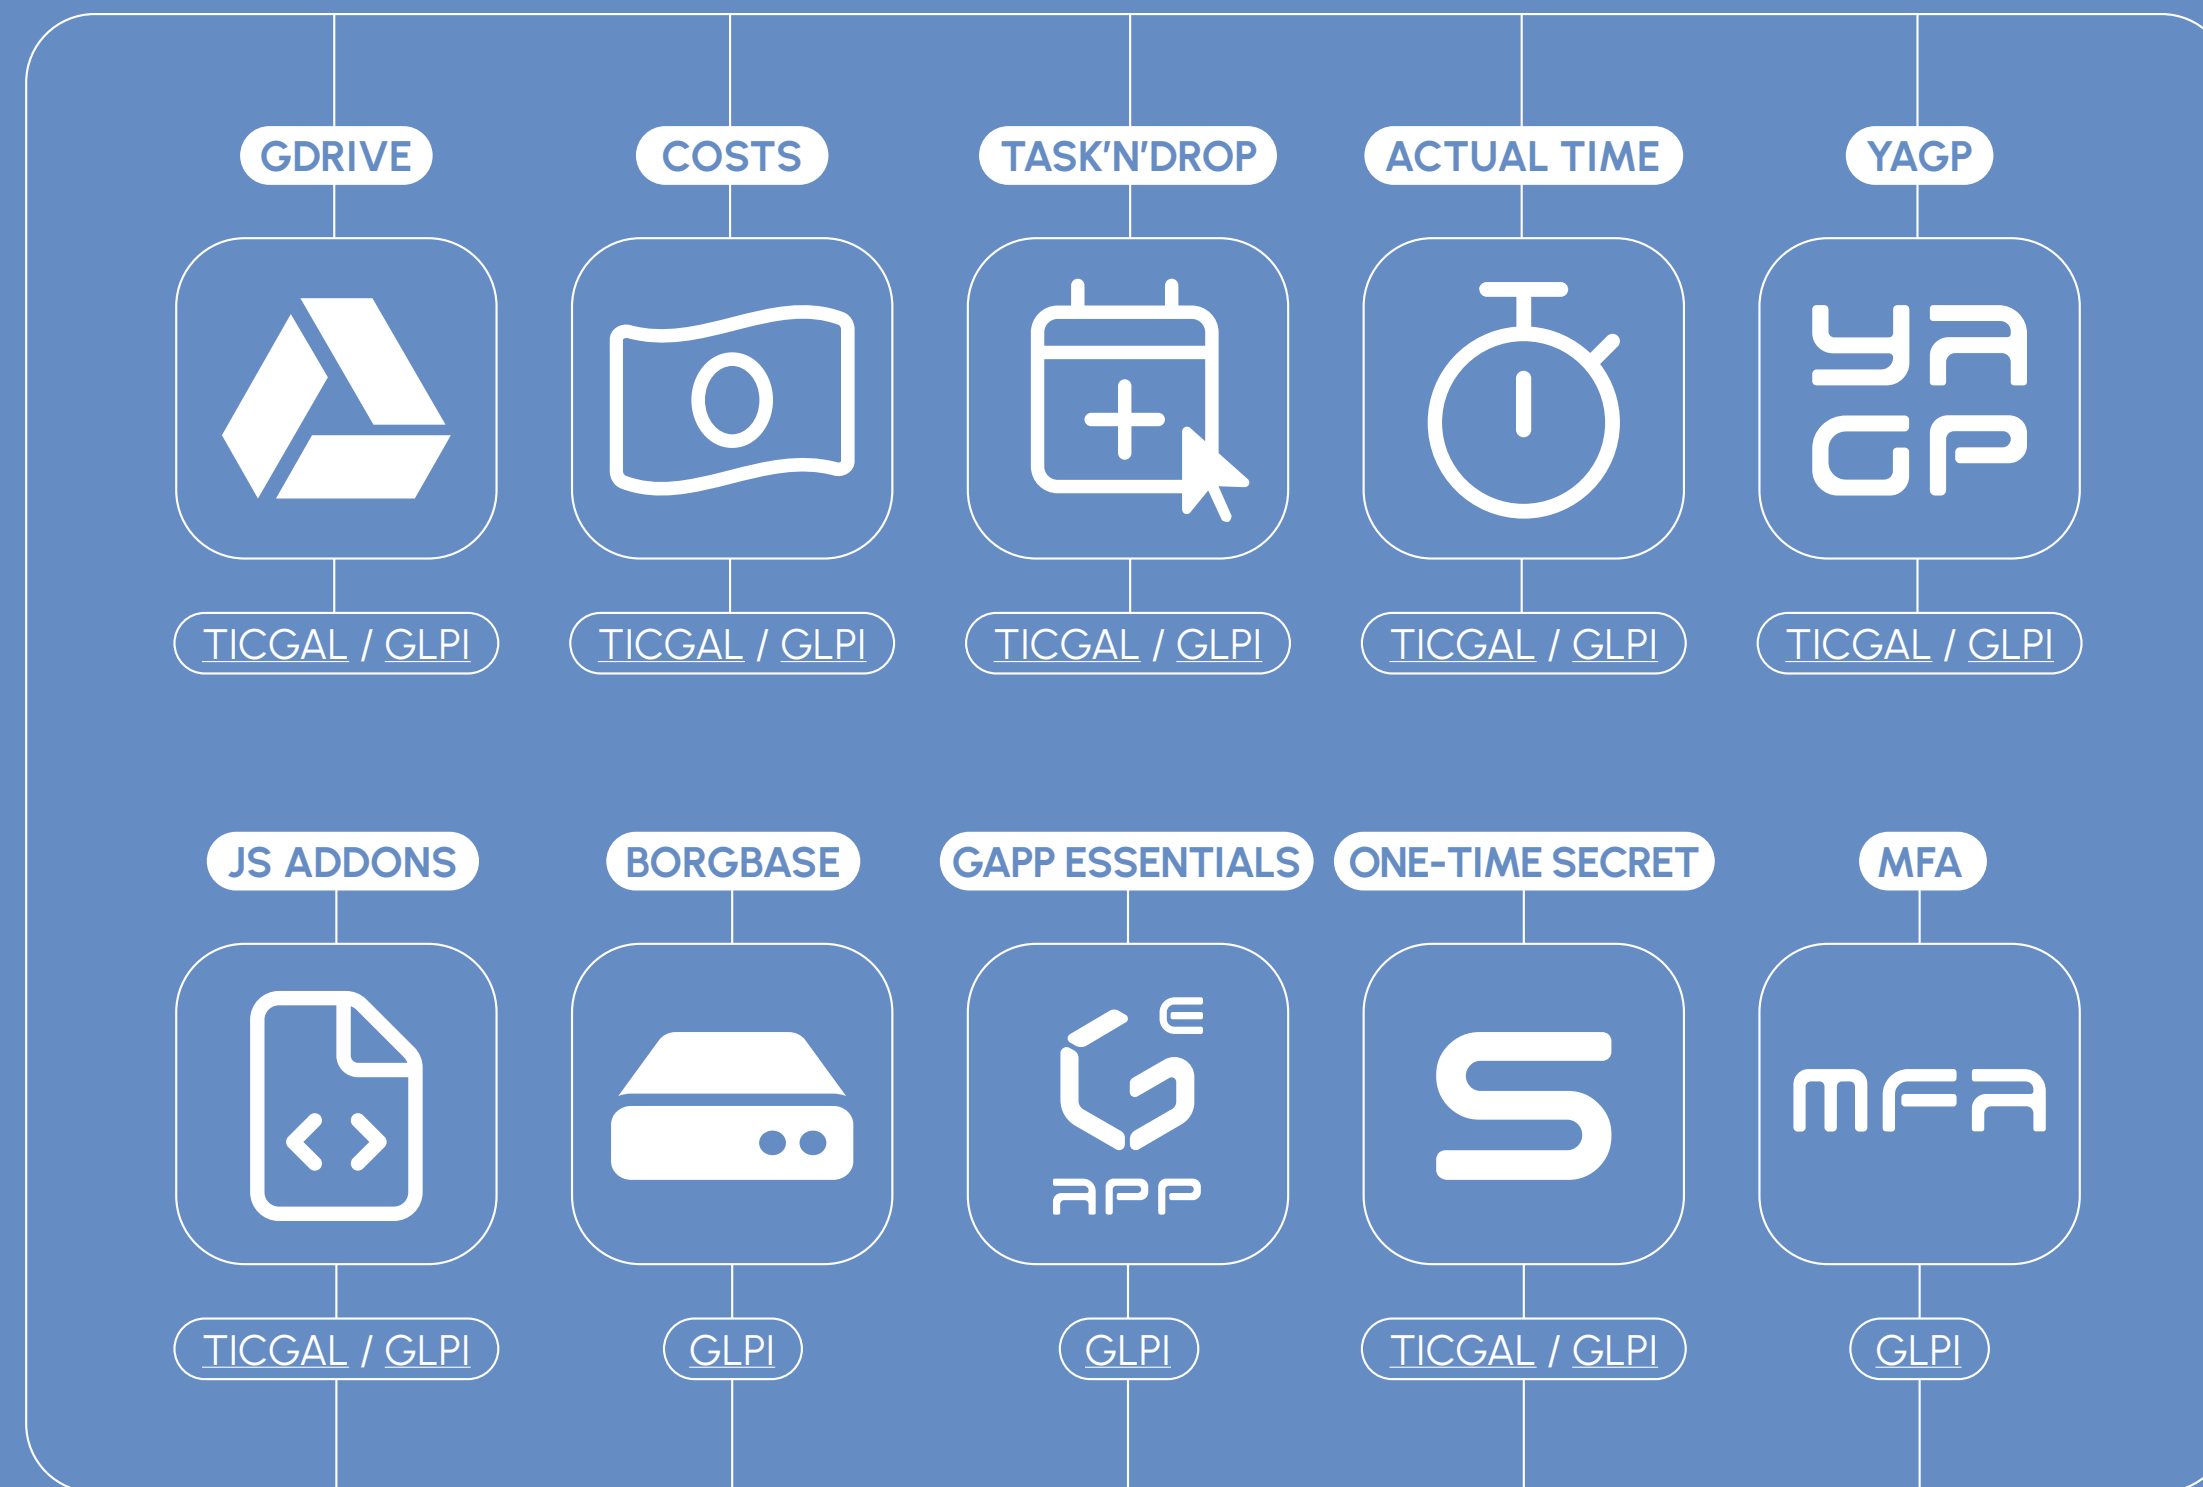 GDRIVE COSTS TASK'N'DROP ACTUAL TIME YAGP
YA
GP
TICGAL / GLPI TICGAL / GLPI TICGAL / GLPI TICGAL / GLPI TICGAL / GLPI
JS ADDONS BORGBASE GAPP ESSENTIALS ONE-TIME SECRET MFA
E
G S MFA
APP
TICGAL / GLPI GLPI GLPI TICGAL / GLPI GLPI